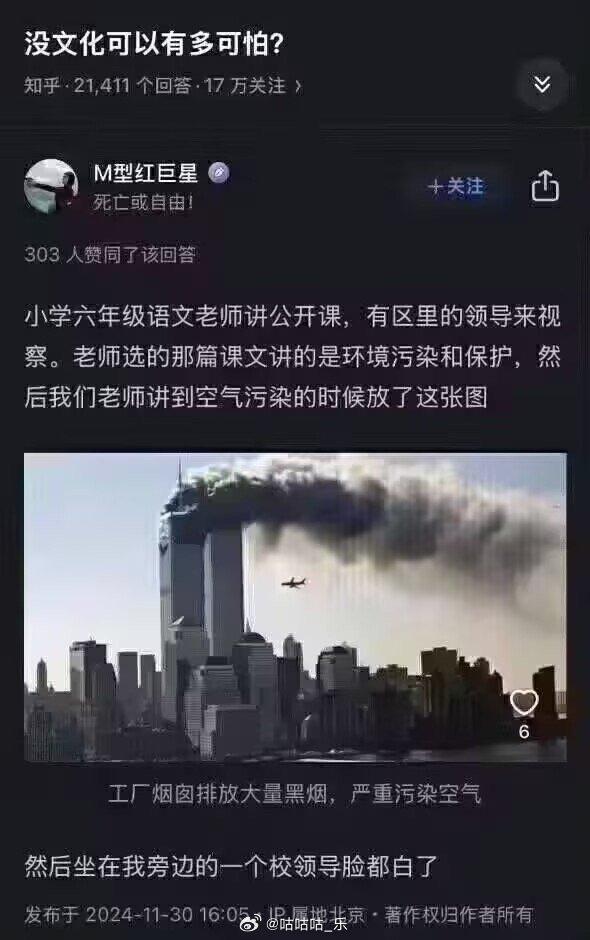 没文化可以有多可怕?
知乎·21,411 个回答·17 万关注 ›
M型红巨星
死亡或自由!
+关注
303 人赞同了该回答
小学六年级语文老师讲公开课，有区里的领导来视
察。老师选的那篇课文讲的是环境污染和保护，然
后我们老师讲到空气污染的时候放了这张图
6
工厂烟囱排放大量黑烟，严重污染空气
然后坐在我旁边的一个校领导脸都白了
发布于 2024-11-30 16:05·IP 属地北京·著作权归作者所有
@咕咕咕_乐